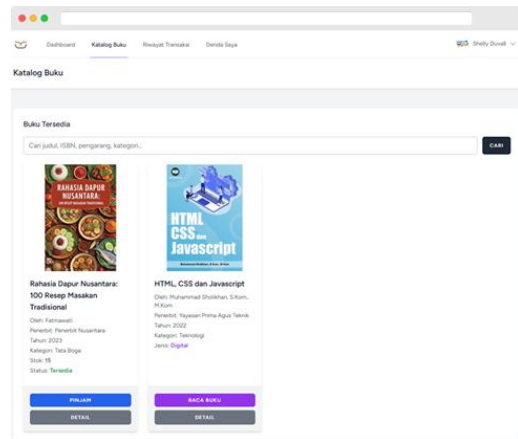 Dashboard
Katalog Buku
Riwayat Transaksi
Denda Saya
Shelly Duvall
Katalog Buku
Buku Tersedia
Cari judul, ISBN, pengarang, kategori..
CARI
RAHASIA DAPUR
NUSANTARA:
HTML
CSS dan
Javascript
Rahasia Dapur Nusantara:
100 Resep Masakan
Tradisional
Oleh: Fatmawati
Penerbit: Penerbit Nusantara
Tahun: 2023
Kategori: Tata Boga
Stok: 15
Status: Tersedia
PINJAM
DETAIL
HTML, CSS dan Javascript
Oleh: Muhammad Sholikhan, S.Kom.,
M.Kom.
Penerbit: Yayasan Prima Agus Teknik
Tahun: 2022
Kategori: Teknologi
Jenis: Digital
BACA BUKU
DETAIL